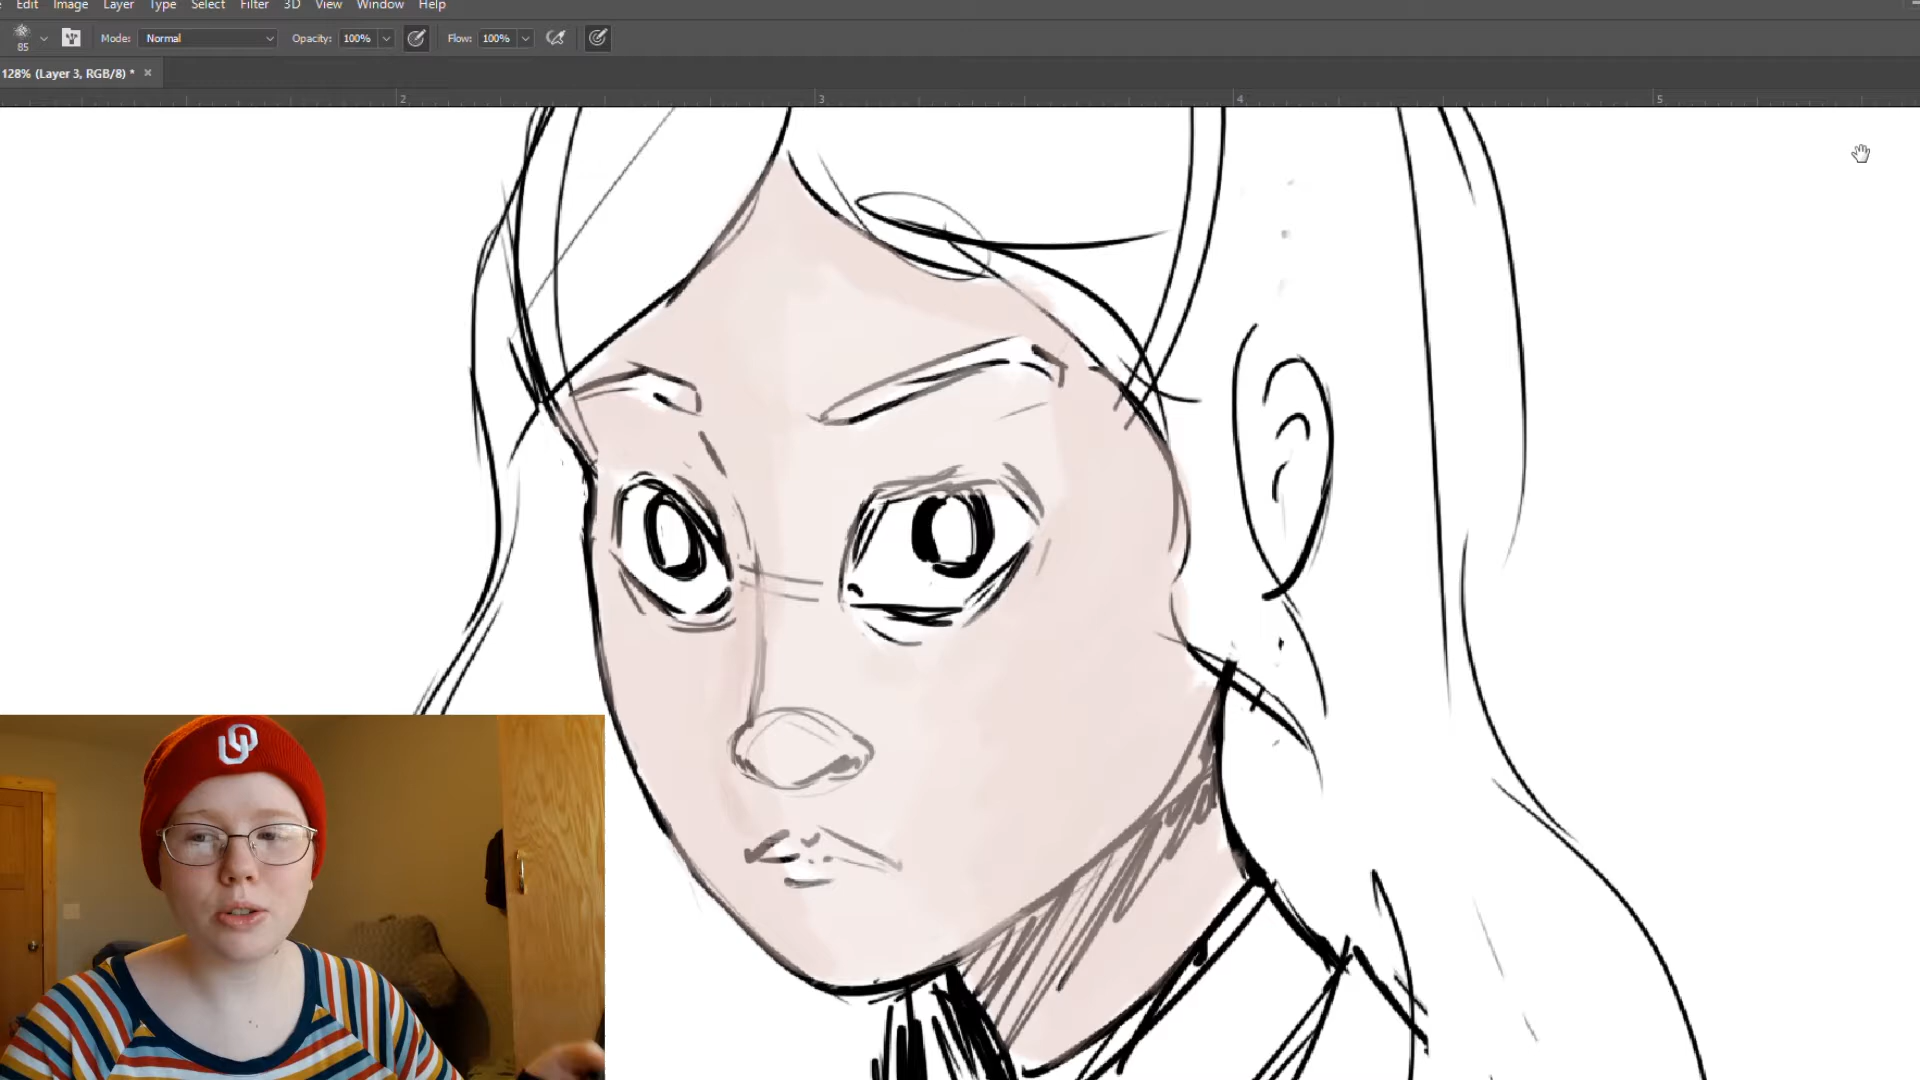 Edit Image Layer Type Select Filter 3D View Window Help
85 Mode: Normal Opacity: 100% Flow: 100%
128% (Layer 3, RGB/8) * ×
2 3 4 5
OU